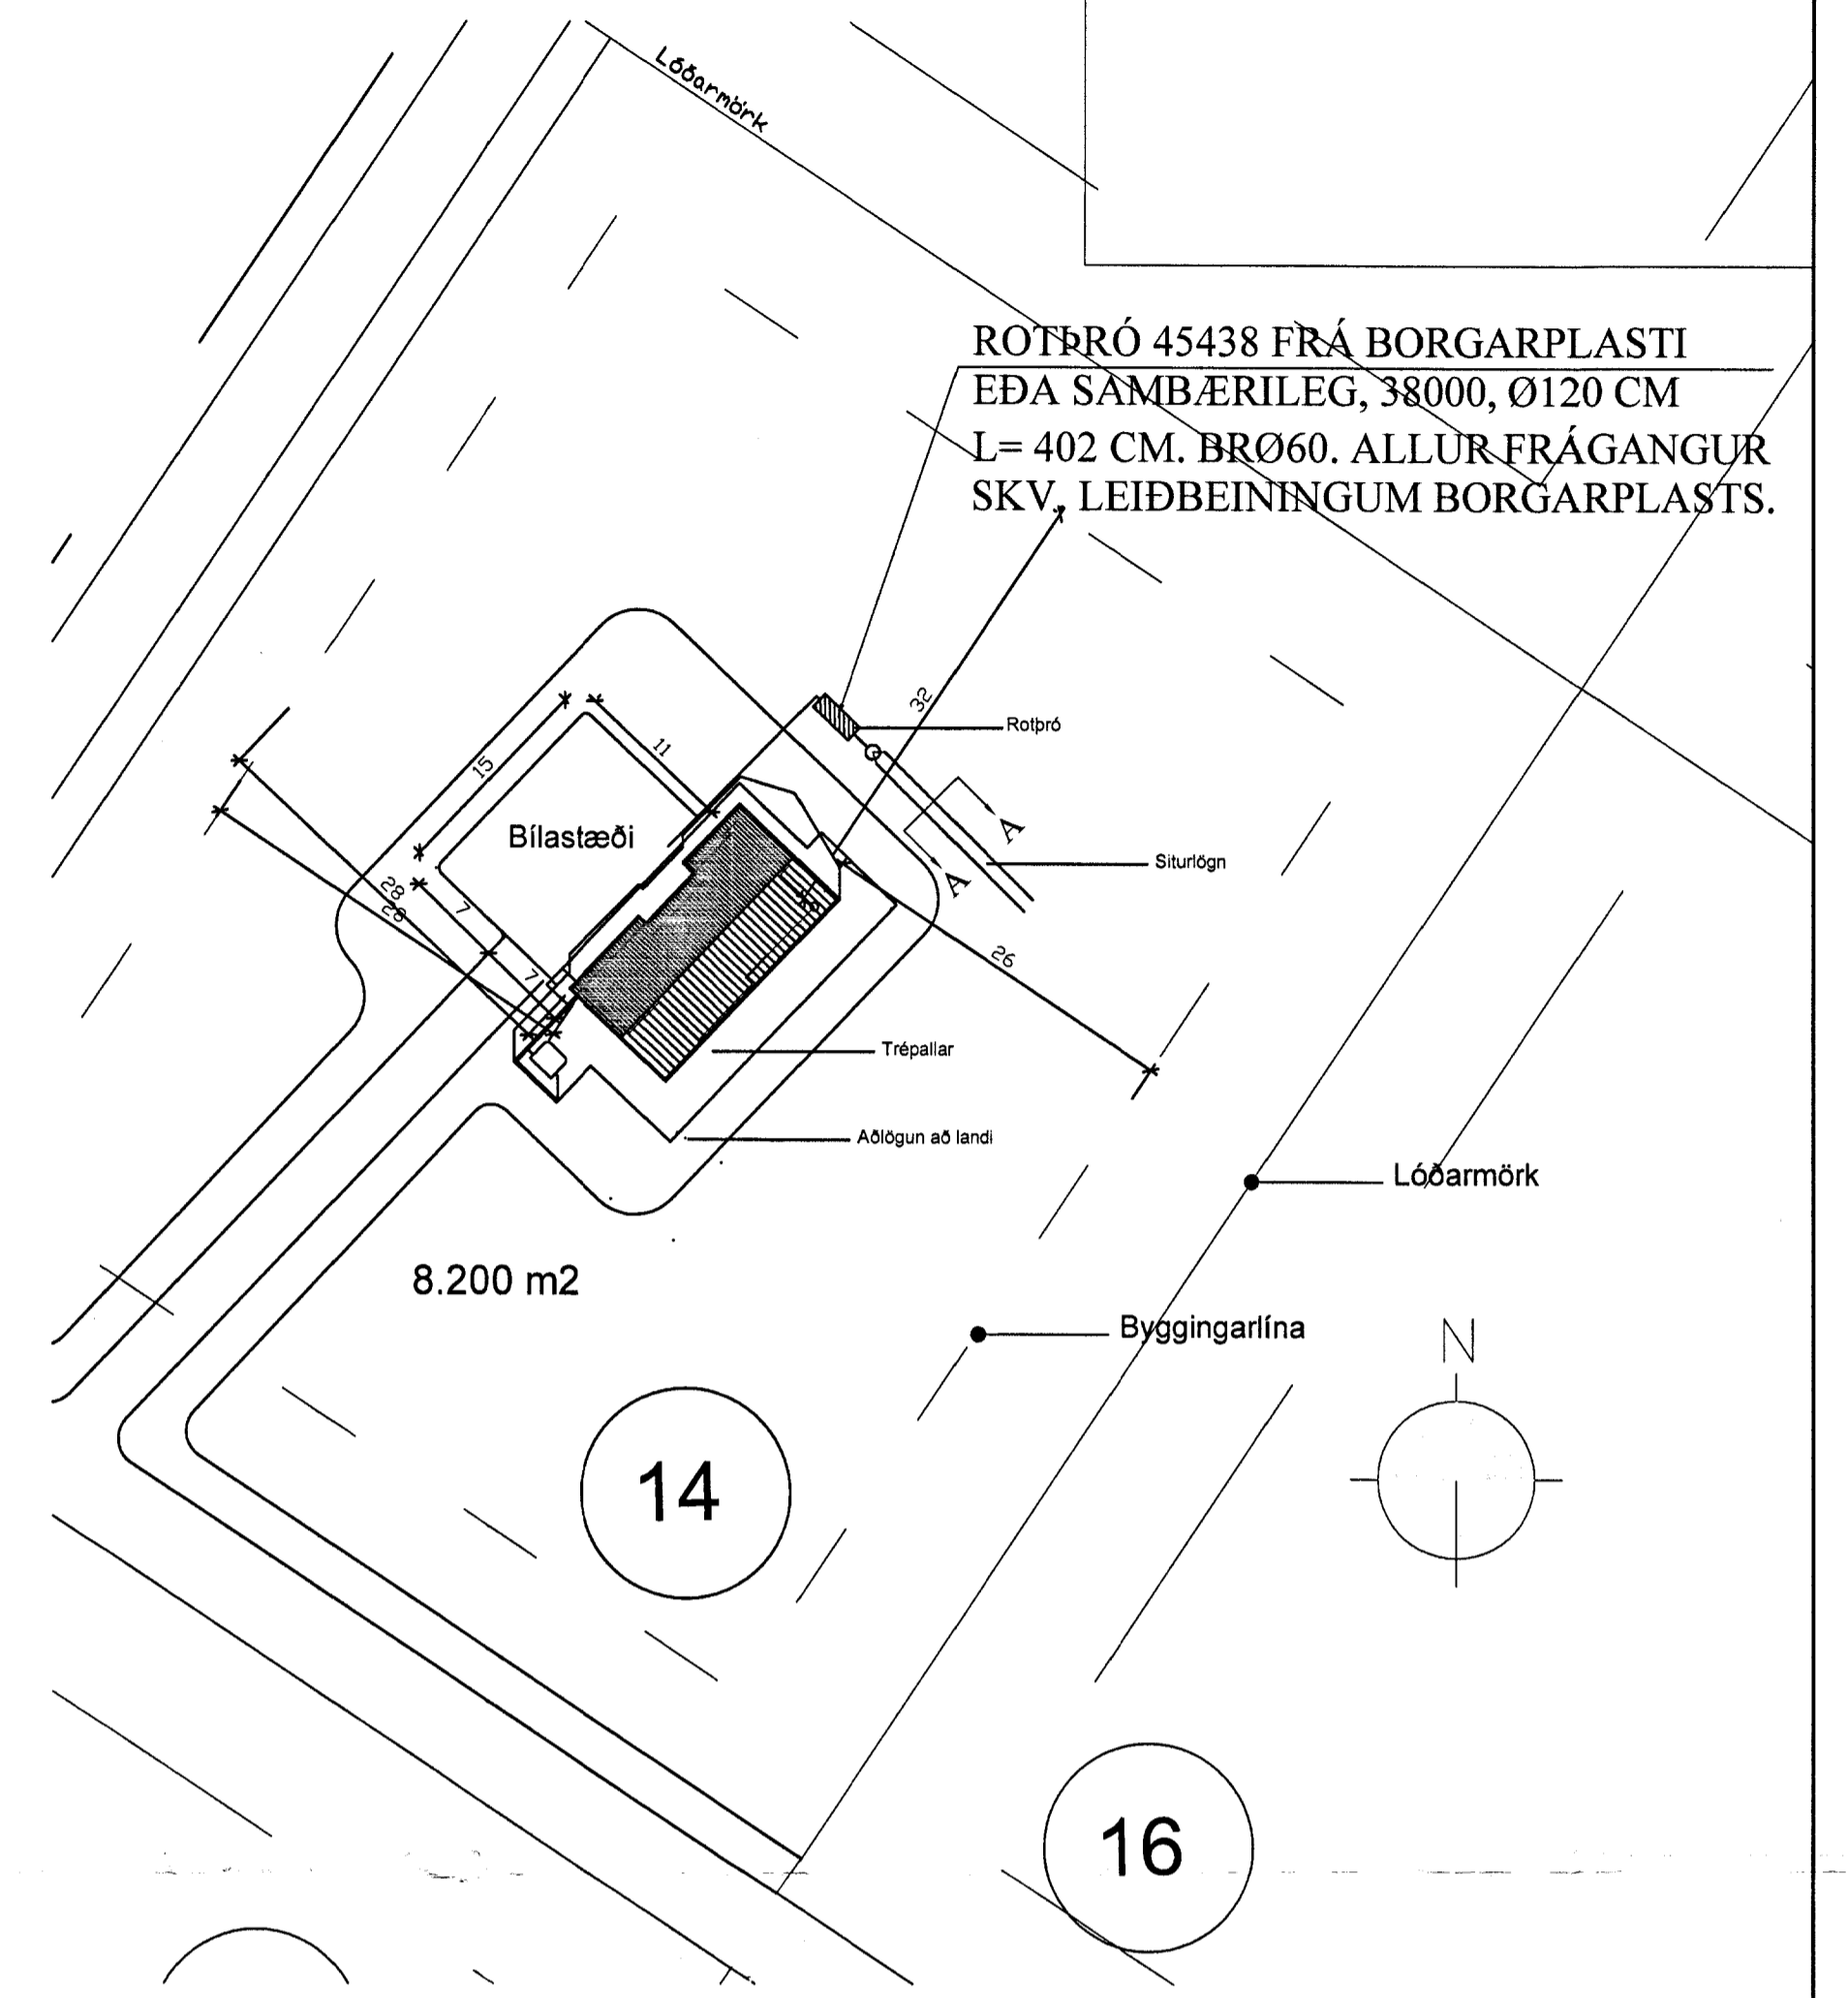 Lóðarmörk
ROTÞRÓ 45438 FRÁ BORGARPLASTI
EÐA SAMBÆRILEG, 38000, Ø120 CM
L= 402 CM. BRØ60. ALLUR FRÁGANGUR
SKV. LEIÐBEININGUM BORGARPLASTS.
32
Rotþró
11
15
Bílastæði
A
A
Siturlögn
28
28
7
7
26
Trépallar
Aðlögun að landi
Lóðarmörk
8.200 m2
Byggingarlína
N
14
16